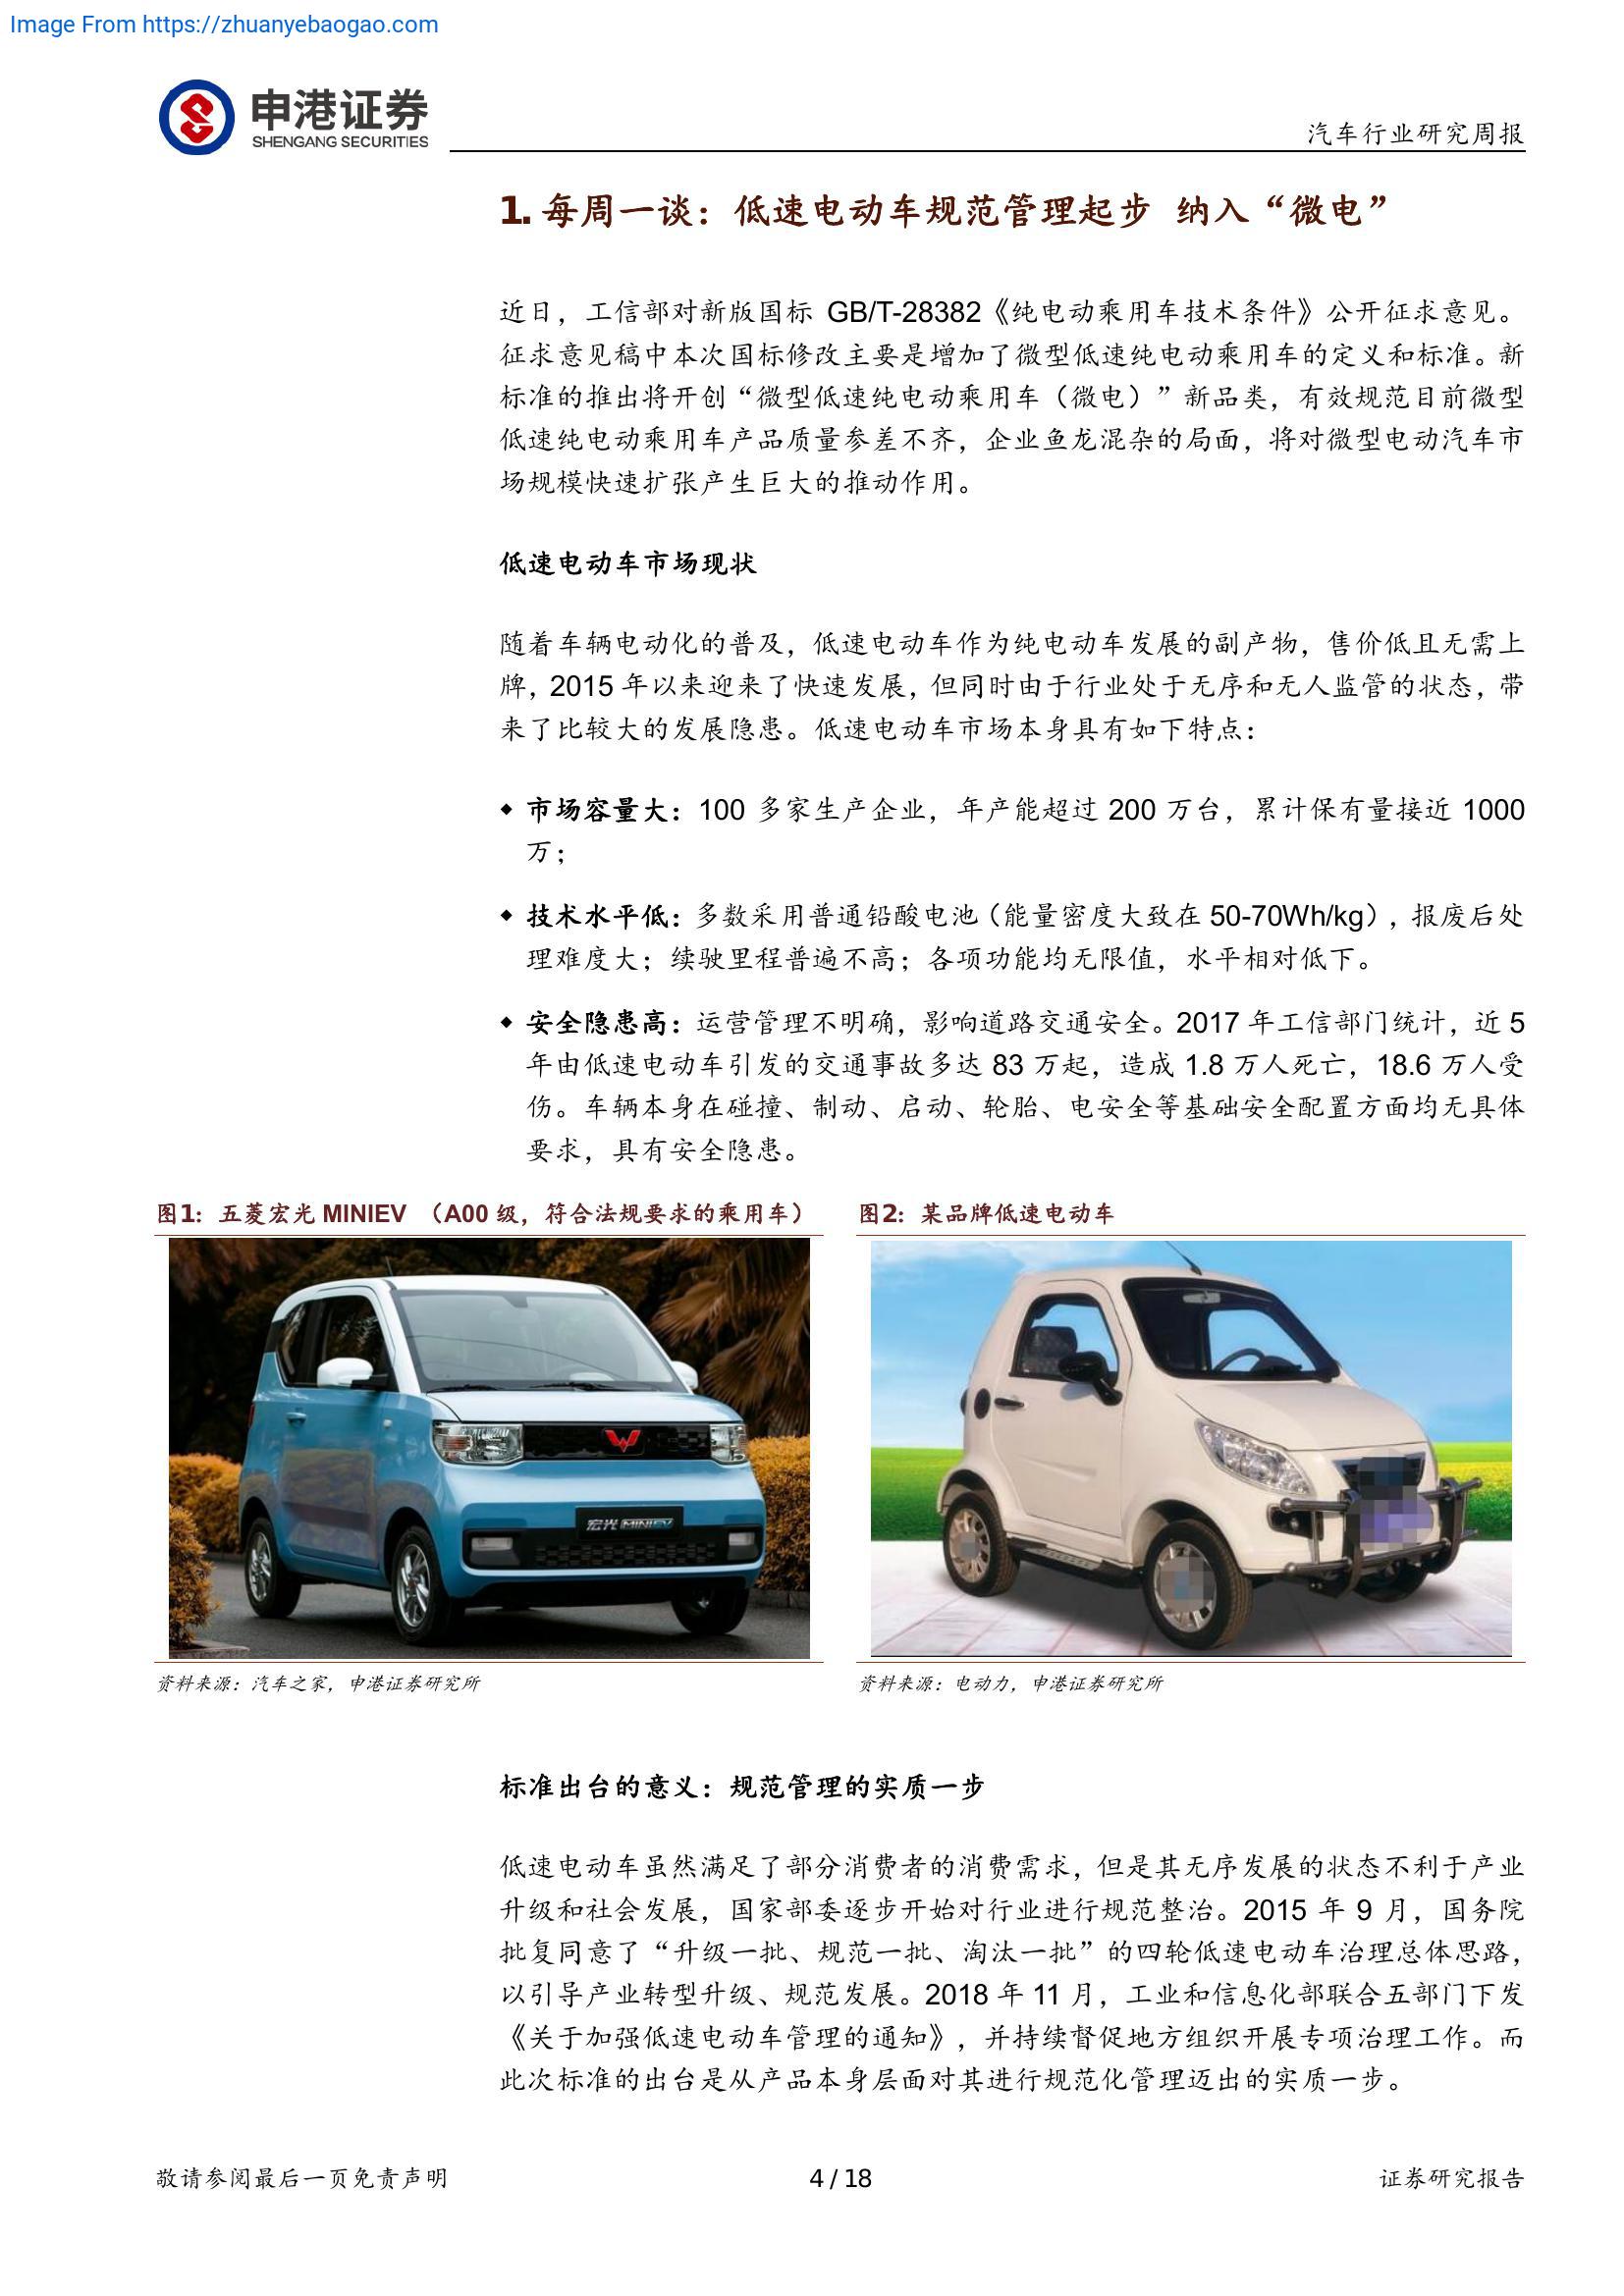 Image From https://zhuanyebaogao.com
申港证券
SHENGANG SECURITIES
汽车行业研究周报
1. 每周一谈：低速电动车规范管理起步 纳入“微电”
近日，工信部对新版国标 GB/T-28382《纯电动乘用车技术条件》公开征求意见。
征求意见稿中本次国标修改主要是增加了微型低速纯电动乘用车的定义和标准。新
标准的推出将开创“微型低速纯电动乘用车（微电）”新品类，有效规范目前微型
低速纯电动乘用车产品质量参差不齐，企业鱼龙混杂的局面，将对微型电动汽车市
场规模快速扩张产生巨大的推动作用。
低速电动车市场现状
随着车辆电动化的普及，低速电动车作为纯电动车发展的副产物，售价低且无需上
牌，2015 年以来迎来了快速发展，但同时由于行业处于无序和无人监管的状态，带
来了比较大的发展隐患。低速电动车市场本身具有如下特点：
◆ 市场容量大：100 多家生产企业，年产能超过 200 万台，累计保有量接近 1000
万；
◆ 技术水平低：多数采用普通铅酸电池（能量密度大致在 50-70Wh/kg），报废后处
理难度大；续驶里程普遍不高；各项功能均无限值，水平相对低下。
◆ 安全隐患高：运营管理不明确，影响道路交通安全。2017 年工信部门统计，近 5
年由低速电动车引发的交通事故多达 83 万起，造成 1.8 万人死亡，18.6 万人受
伤。车辆本身在碰撞、制动、启动、轮胎、电安全等基础安全配置方面均无具体
要求，具有安全隐患。
图1：五菱宏光 MINIEV （A00 级，符合法规要求的乘用车）
图2：某品牌低速电动车
宏光 MINIEV
资料来源：汽车之家，申港证券研究所
资料来源：电动力，申港证券研究所
标准出台的意义：规范管理的实质一步
低速电动车虽然满足了部分消费者的消费需求，但是其无序发展的状态不利于产业
升级和社会发展，国家部委逐步开始对行业进行规范整治。2015 年 9 月，国务院
批复同意了“升级一批、规范一批、淘汰一批”的四轮低速电动车治理总体思路，
以引导产业转型升级、规范发展。2018 年 11 月，工业和信息化部联合五部门下发
《关于加强低速电动车管理的通知》，并持续督促地方组织开展专项治理工作。而
此次标准的出台是从产品本身层面对其进行规范化管理迈出的实质一步。
敬请参阅最后一页免责声明
4 / 18
证券研究报告